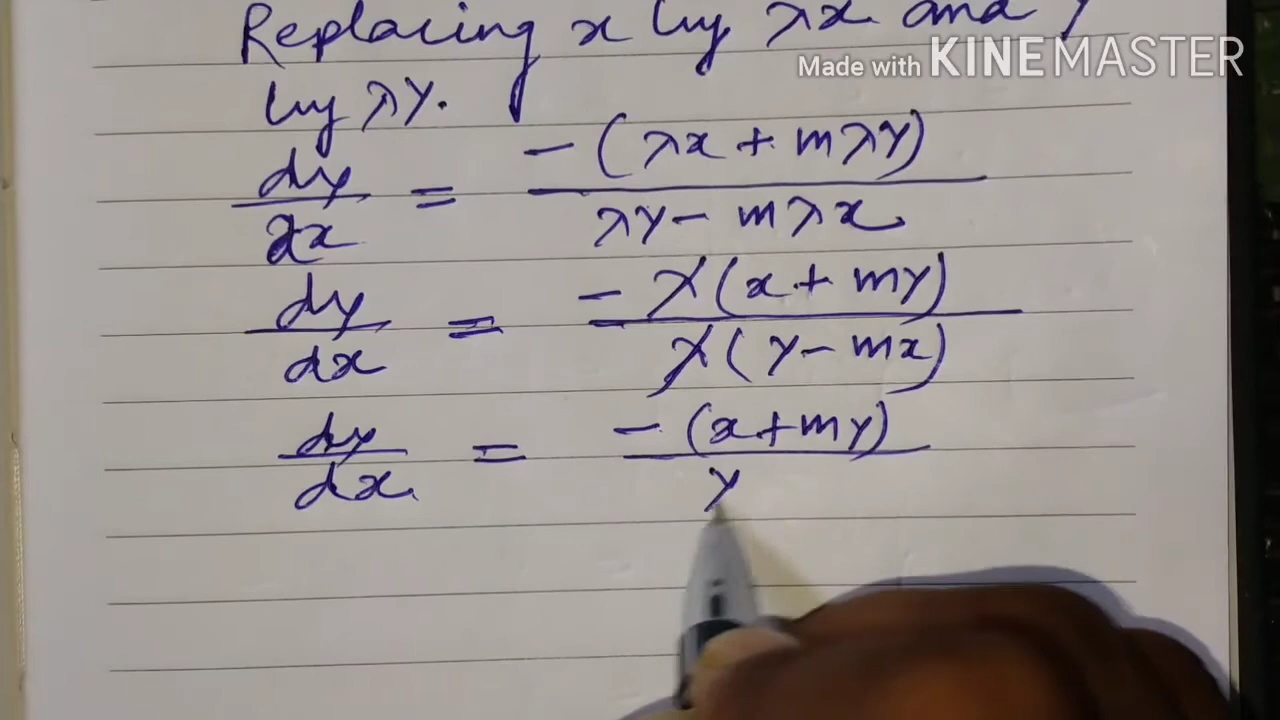 Replacing x by λx and y
Made with KINEMASTER
by λy.
dy/dx = -(λx + mλy)/λy - mλx
dy/dx = -λ(x + my)/λ(y - mx)
dy/dx = -(x + my)/y